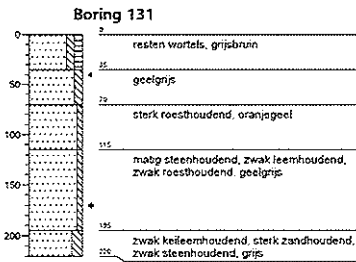 Boring 131
0
0
resten wortels, grijsbruin
35
geelgrijs
50
70
sterk roesthoudend, oranjegeel
100
115
matig steenhoudend, zwak leemhoudend,
zwak roesthoudend, geelgrijs
150
195
200
zwak keileemhoudend, sterk zandhoudend,
zwak steenhoudend, grijs
220